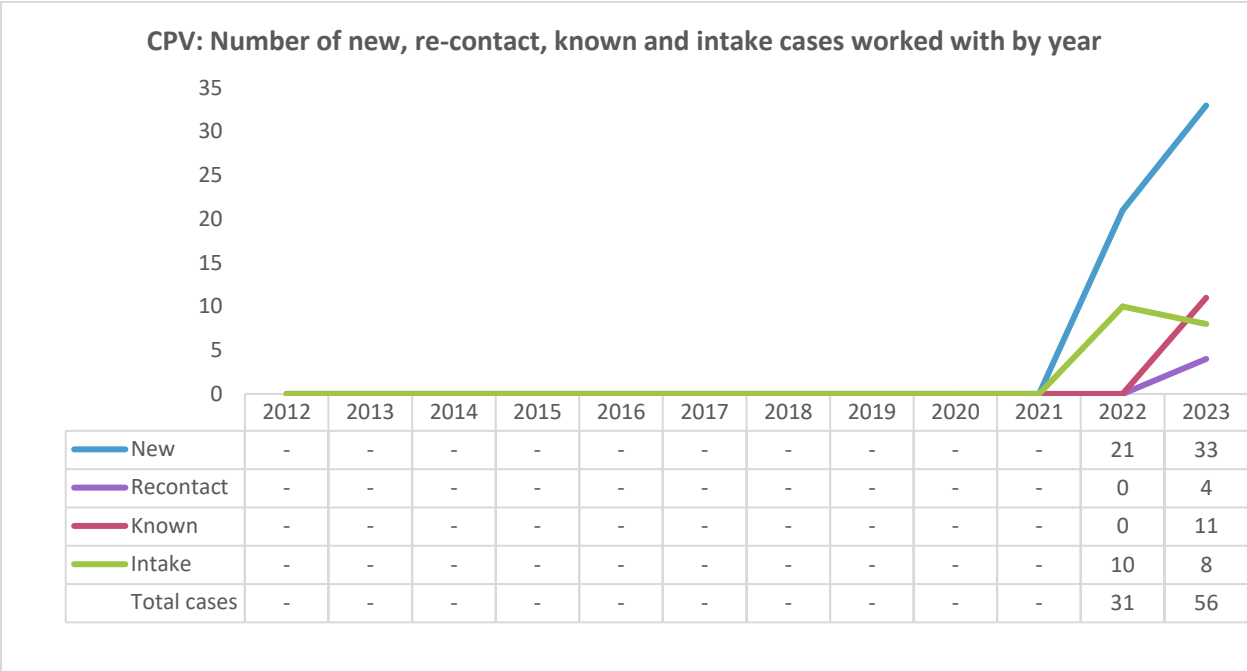 CPV: Number of new, re-contact, known and intake cases worked with by year
35
30
25
20
15
10
5
0
2012 2013 2014 2015 2016 2017 2018 2019 2020 2021 2022 2023
New - - - - - - - - - - 21 33
Recontact - - - - - - - - - - 0 4
Known - - - - - - - - - - 0 11
Intake - - - - - - - - - - 10 8
Total cases - - - - - - - - - - 31 56